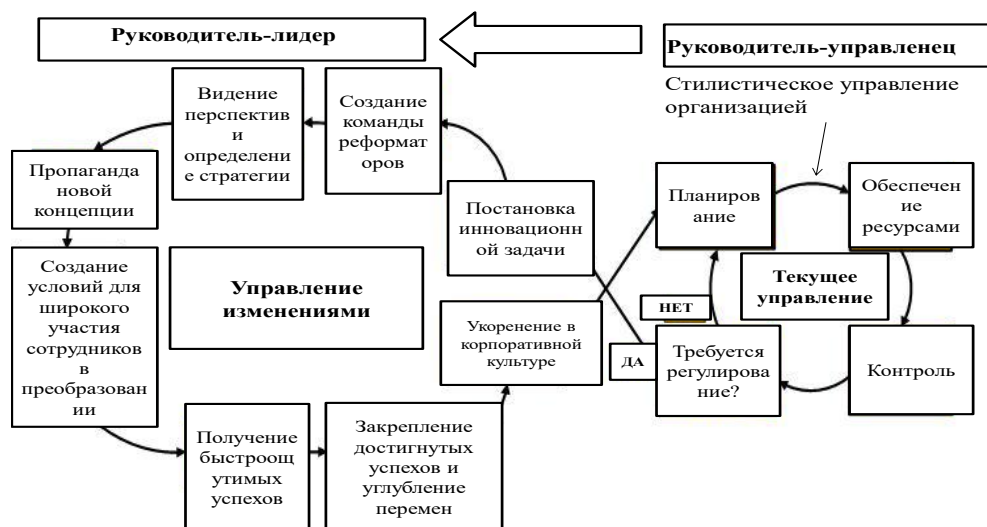 Руководитель-лидер
Руководитель-управленец
Стилистическое управление
организацией
Видение
перспектив
и
определени
е стратегии
Создание
команды
реформат
оров
Пропаганда
новой
концепции
Постановка
инновационн
ой задачи
Планиров
ание
Обеспечен
ие
ресурсами
Создание
условий для
широкого
участия
сотрудников
в
преобразова
нии
Управление
изменениями
Текущее
управление
НЕТ
Укоренение в
корпоративной
культуре
ДА
Требуется
регулирова
ние?
Контроль
Получение
быстроощ
утимых
успехов
Закрепление
достигнутых
успехов и
углубление
перемен